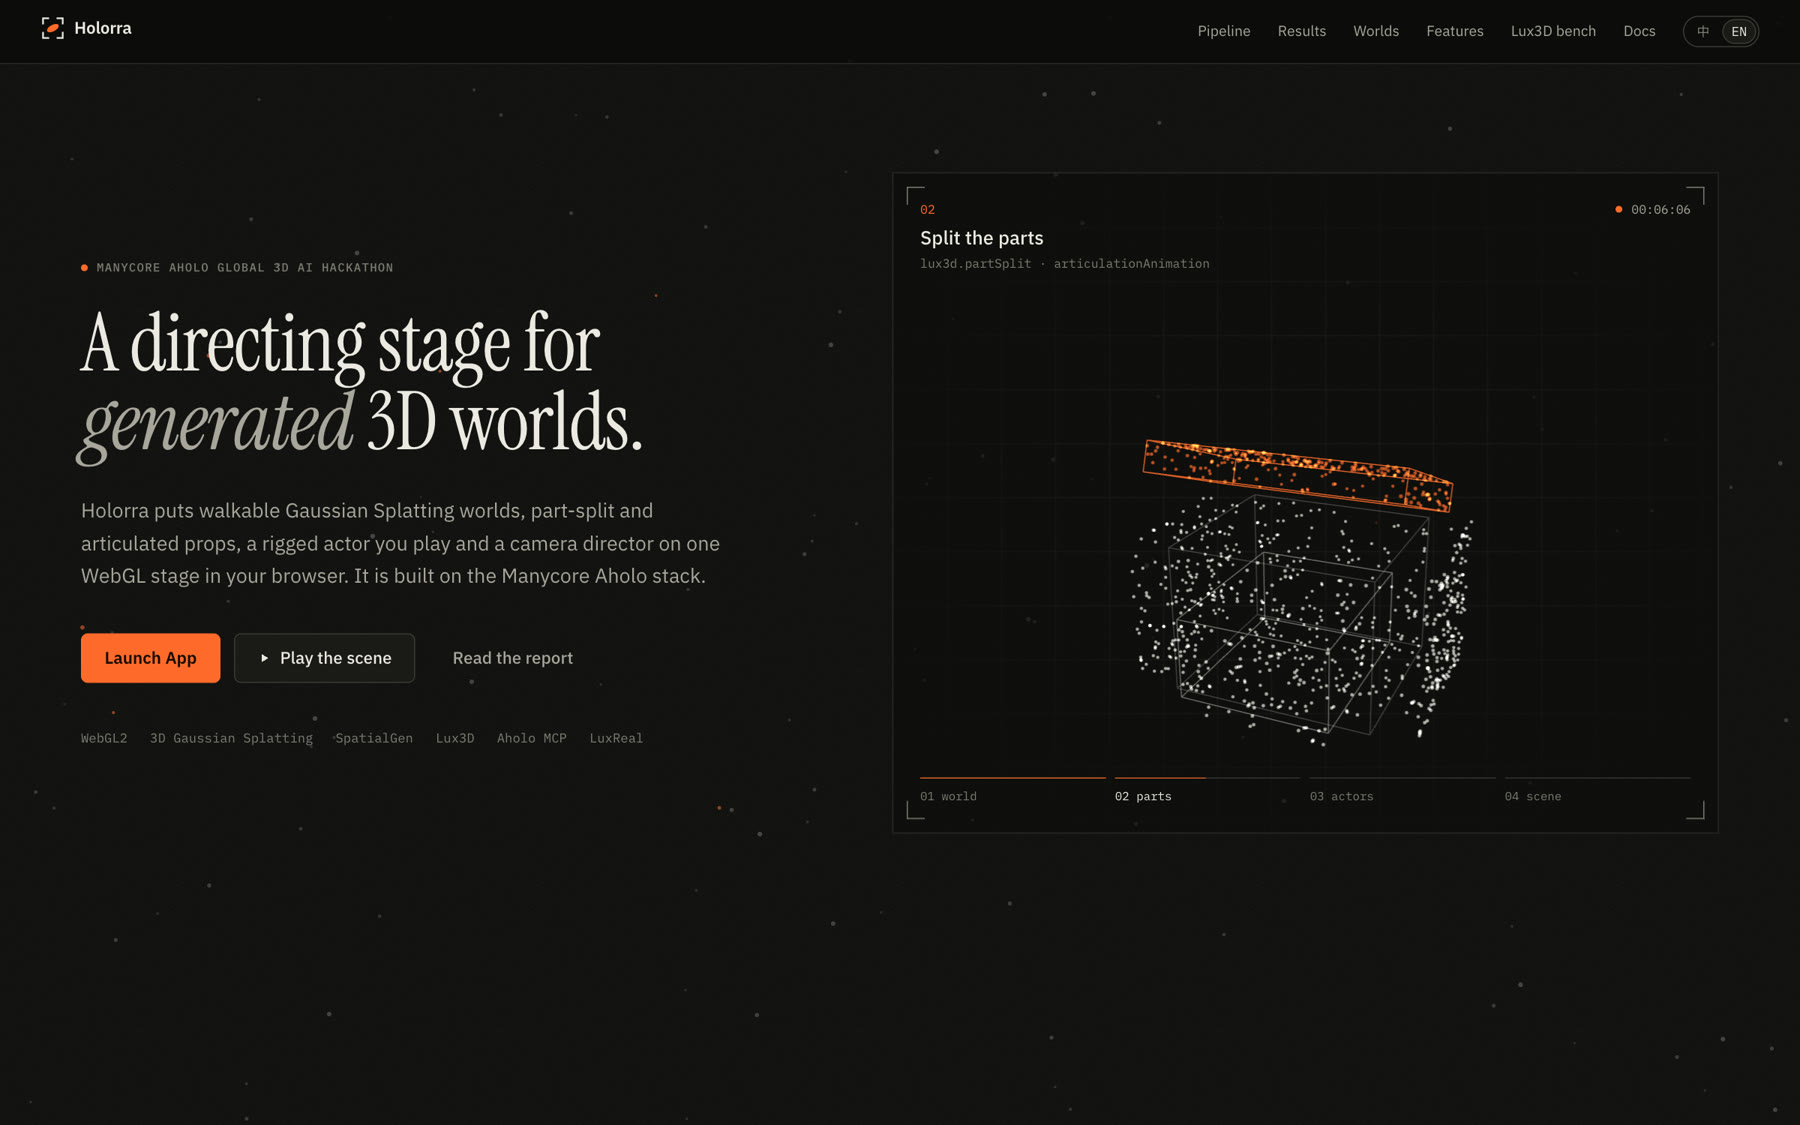 Holorra
Pipeline
Results
Worlds
Features
Lux3D bench
Docs
中
EN
MANYCORE AHOLO GLOBAL 3D AI HACKATHON
A directing stage for
generated 3D worlds.
Holorra puts walkable Gaussian Splatting worlds, part-split and
articulated props, a rigged actor you play and a camera director on one
WebGL stage in your browser. It is built on the Manycore Aholo stack.
Launch App
Play the scene
Read the report
WebGL2
3D Gaussian Splatting
SpatialGen
Lux3D
Aholo MCP
LuxReal
02
00:06:06
Split the parts
lux3d.partSplit · articulationAnimation
01 world
02 parts
03 actors
04 scene